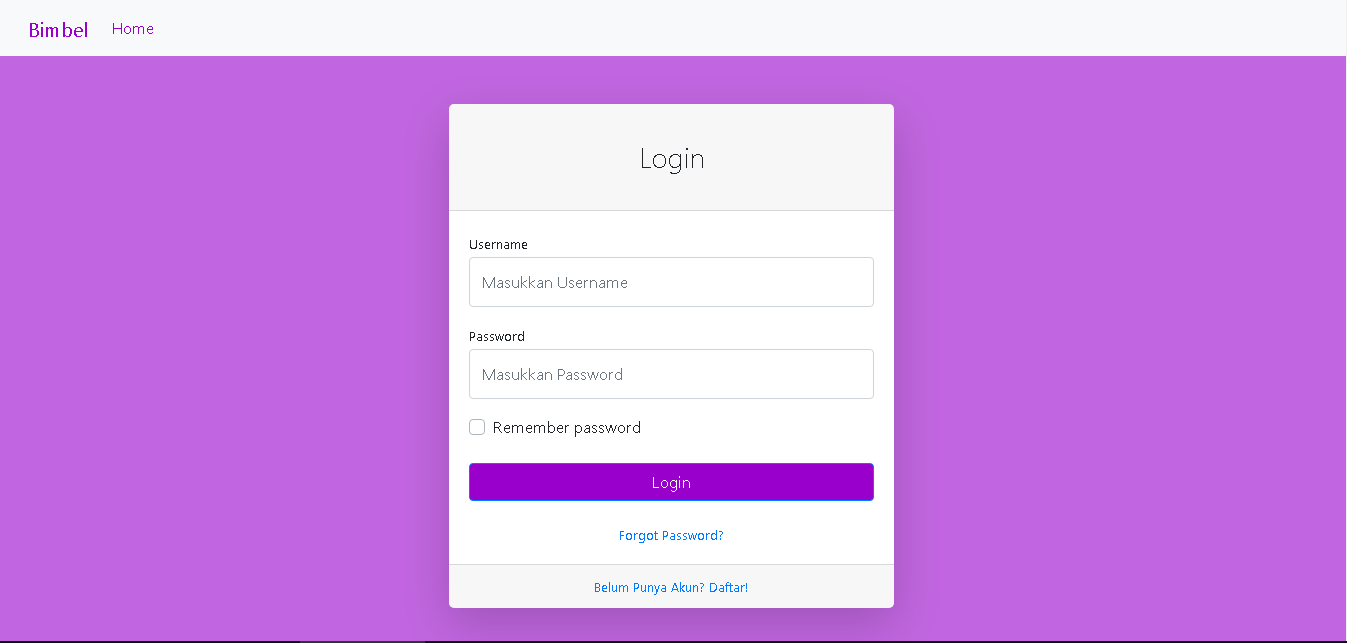 Bimbel Home
Login
Username
Masukkan Username
Password
Masukkan Password
Remember password
Login
Forgot Password?
Belum Punya Akun? Daftar!